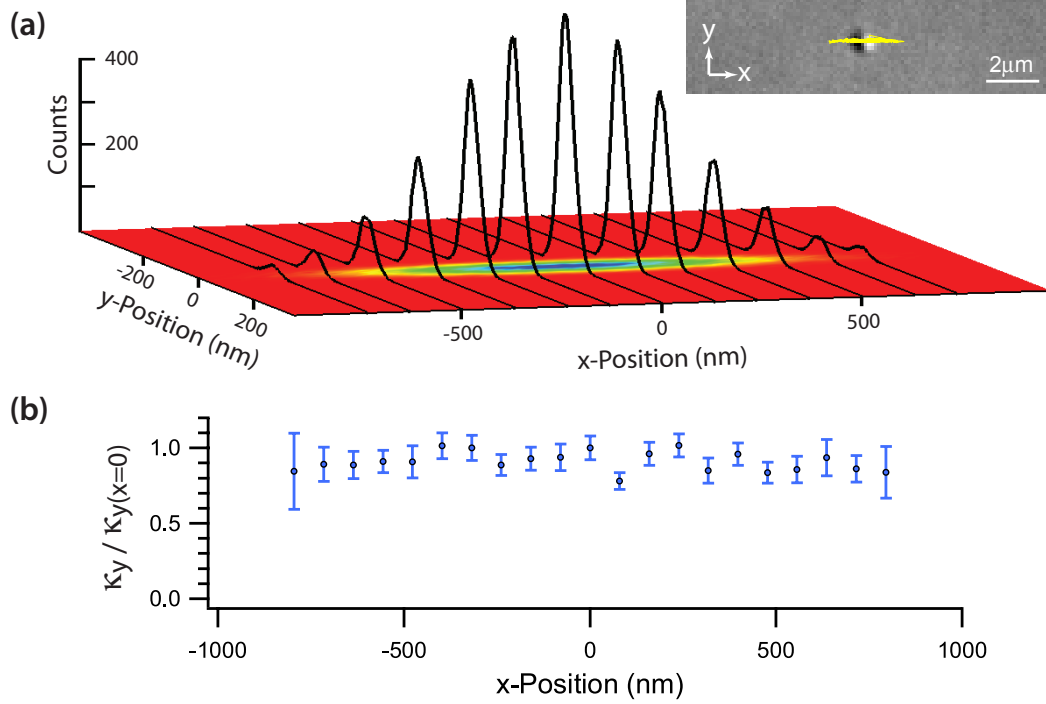 (a)
y
x
2μm
400
200
Counts
-200
0
200
y-Position (nm)
-500
0
500
x-Position (nm)
(b)
1.0
0.5
0.0
κy / κy(x=0)
-1000
-500
0
500
1000
x-Position (nm)